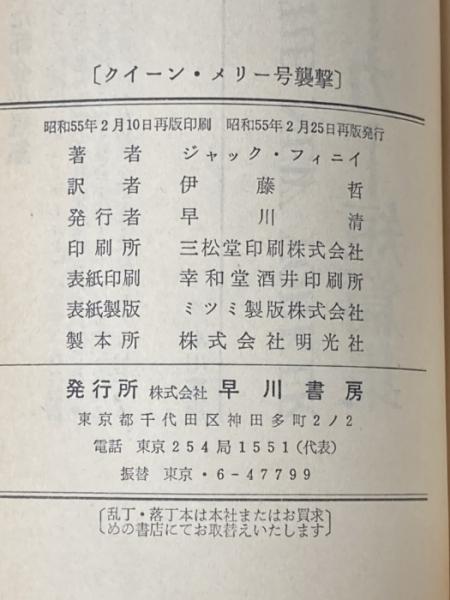 〔クイーン・メリー号襲撃〕
昭和55年2月10日再版印刷　昭和55年2月25日再版発行
著者　ジャック・フィニイ
訳者　伊藤哲
発行者　早川清
印刷所　三松堂印刷株式会社
表紙印刷　幸和堂酒井印刷所
表紙製版　ミツミ製版株式会社
製本所　株式会社明光社
発行所　株式会社　早川書房
東京都千代田区神田多町2ノ2
電話　東京254局1551（代表）
振替　東京・6-47799
〔乱丁・落丁本は本社またはお買求
めの書店にてお取替えいたします〕